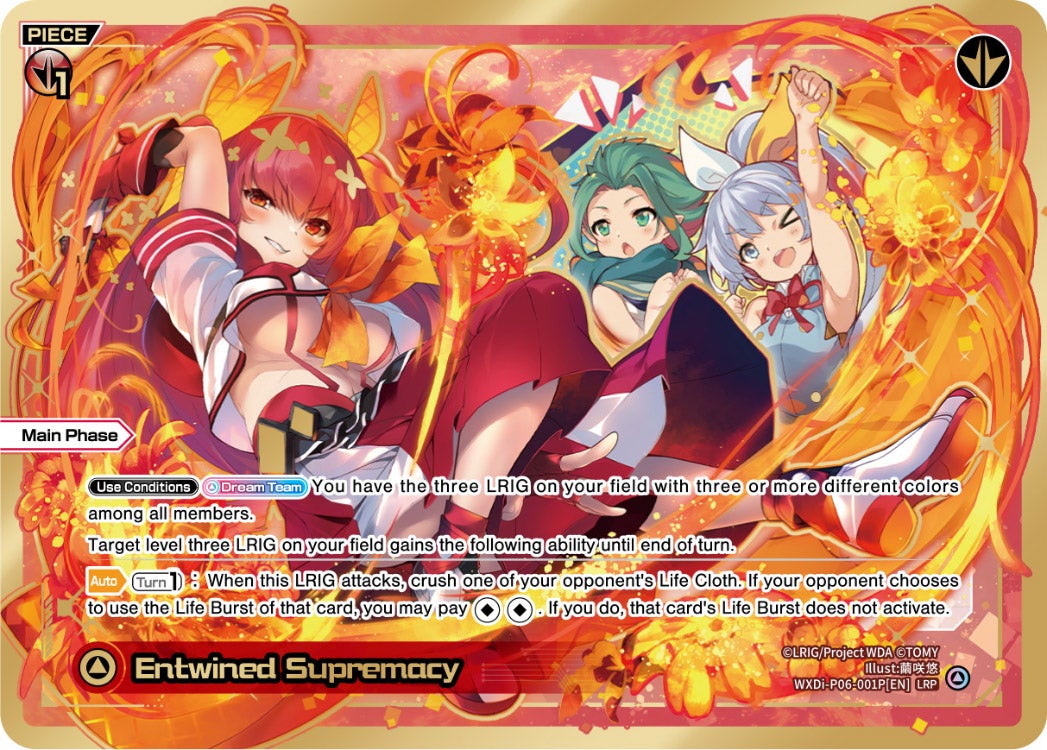 PIECE
1
Main Phase
Use Conditions Dream Team You have the three LRIG on your field with three or more different colors
among all members.
Target level three LRIG on your field gains the following ability until end of turn.
Auto Turn 1 : When this LRIG attacks, crush one of your opponent's Life Cloth. If your opponent chooses
to use the Life Burst of that card, you may pay ◆ ◆ . If you do, that card's Life Burst does not activate.
Entwined Supremacy
©LRIG/Project WDA ©TOMY
Illust:繭咲悠
WXDi-P06-001P[EN] LRP